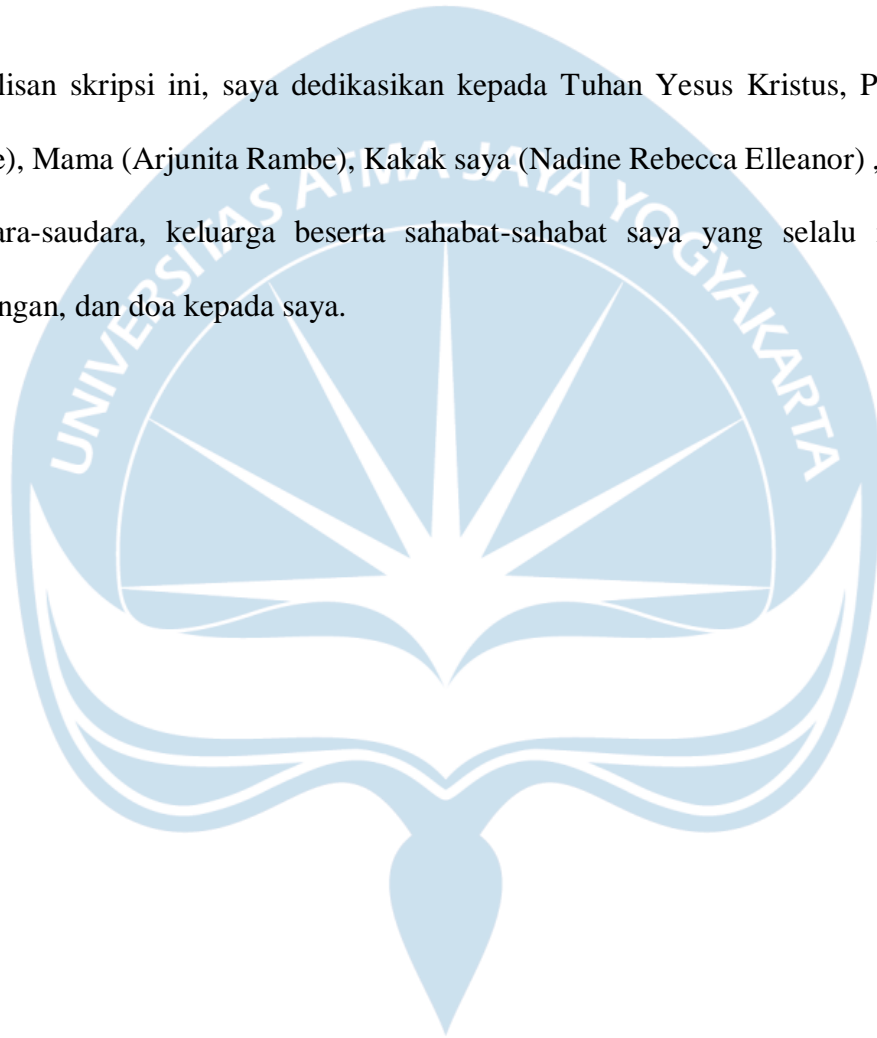 lisan skripsi ini, saya dedikasikan kepada Tuhan Yesus Kristus, P
e), Mama (Arjunita Rambe), Kakak saya (Nadine Rebecca Elleanor) ,
ara-saudara, keluarga beserta sahabat-sahabat saya yang selalu
ngan, dan doa kepada saya.
UNIVERSITAS ATMA JAYA YOGYAKARTA